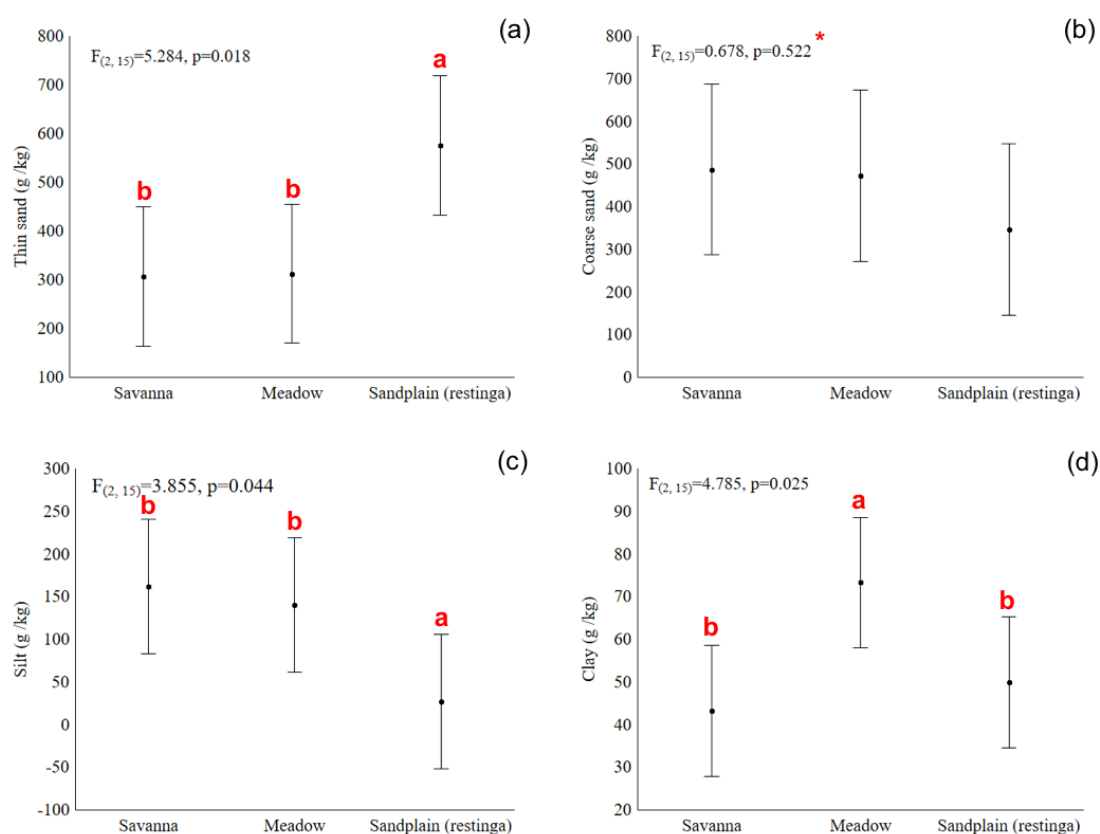 (a)
F(2, 15)=5.284, p=0.018
Thin sand (g /kg)
800
700
600
500
400
300
200
100
b
b
a
Savanna
Meadow
Sandplain (restinga)
(b)
F(2, 15)=0.678, p=0.522
*
Coarse sand (g /kg)
800
700
600
500
400
300
200
100
0
Savanna
Meadow
Sandplain (restinga)
(c)
F(2, 15)=3.855, p=0.044
Silt (g /kg)
300
250
200
150
100
50
0
-50
-100
b
b
a
Savanna
Meadow
Sandplain (restinga)
(d)
F(2, 15)=4.785, p=0.025
Clay (g /kg)
100
90
80
70
60
50
40
30
20
b
a
b
Savanna
Meadow
Sandplain (restinga)